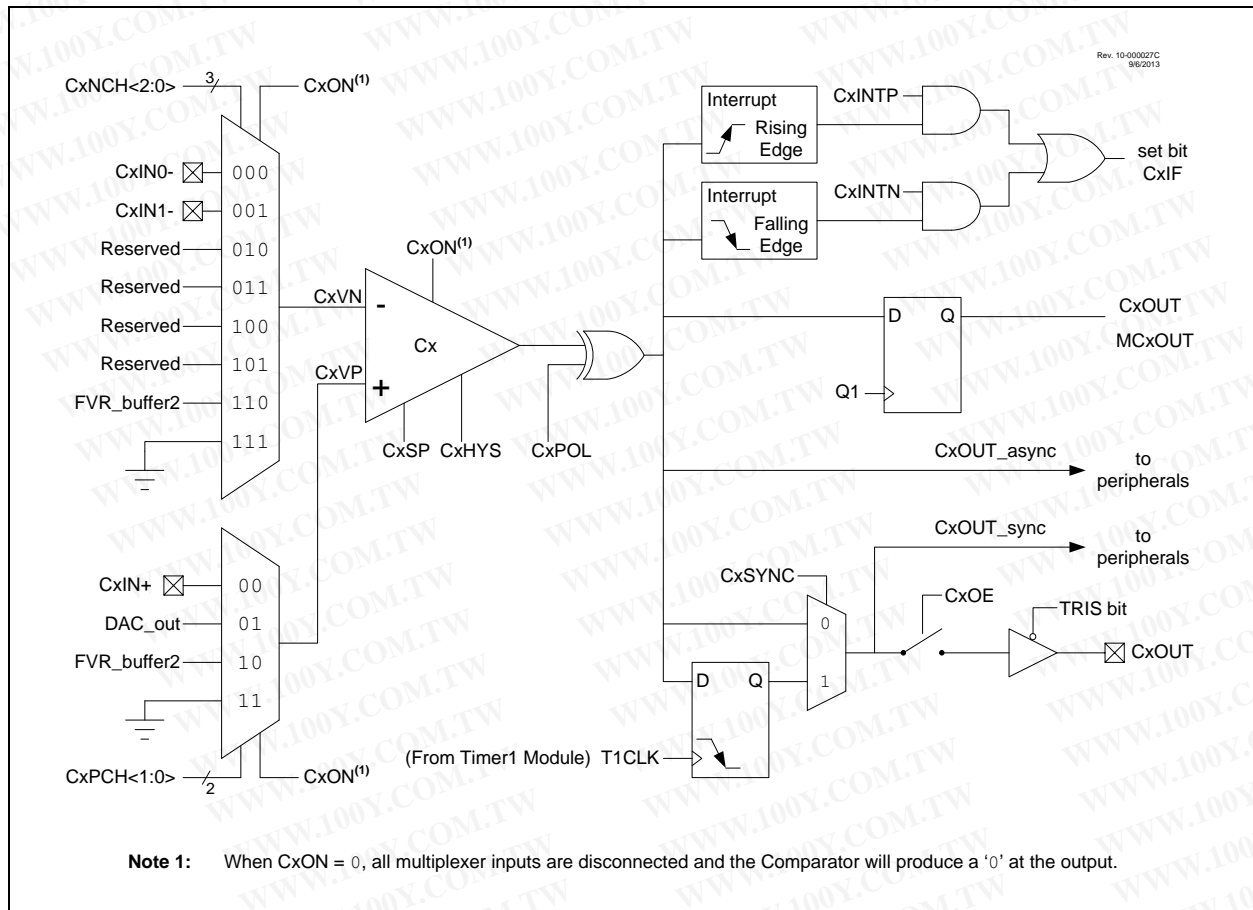 Rev. 10-000027C
9/6/2013
CxNCH<2:0>
3
CxON(1)
CxIN0-
000
CxIN1-
001
Reserved
010
Reserved
011
Reserved
100
Reserved
101
FVR_buffer2
110
111
CxVN
CxVP
CxON(1)
-
Cx
+
CxSP
CxHYS
CxPOL
CxIN+
00
DAC_out
01
FVR_buffer2
10
11
CxPCH<1:0>
2
CxON(1)
Interrupt
Rising
Edge
CxINTP
Interrupt
Falling
Edge
CxINTN
set bit
CxIF
D
Q
Q1
CxOUT
MCxOUT
CxOUT_async
to
peripherals
CxOUT_sync
to
peripherals
CxSYNC
0
1
CxOE
TRIS bit
CxOUT
D
Q
(From Timer1 Module) T1CLK
Note 1: When CxON = 0, all multiplexer inputs are disconnected and the Comparator will produce a ‘0’ at the output.
WWW.100Y.COM.TW